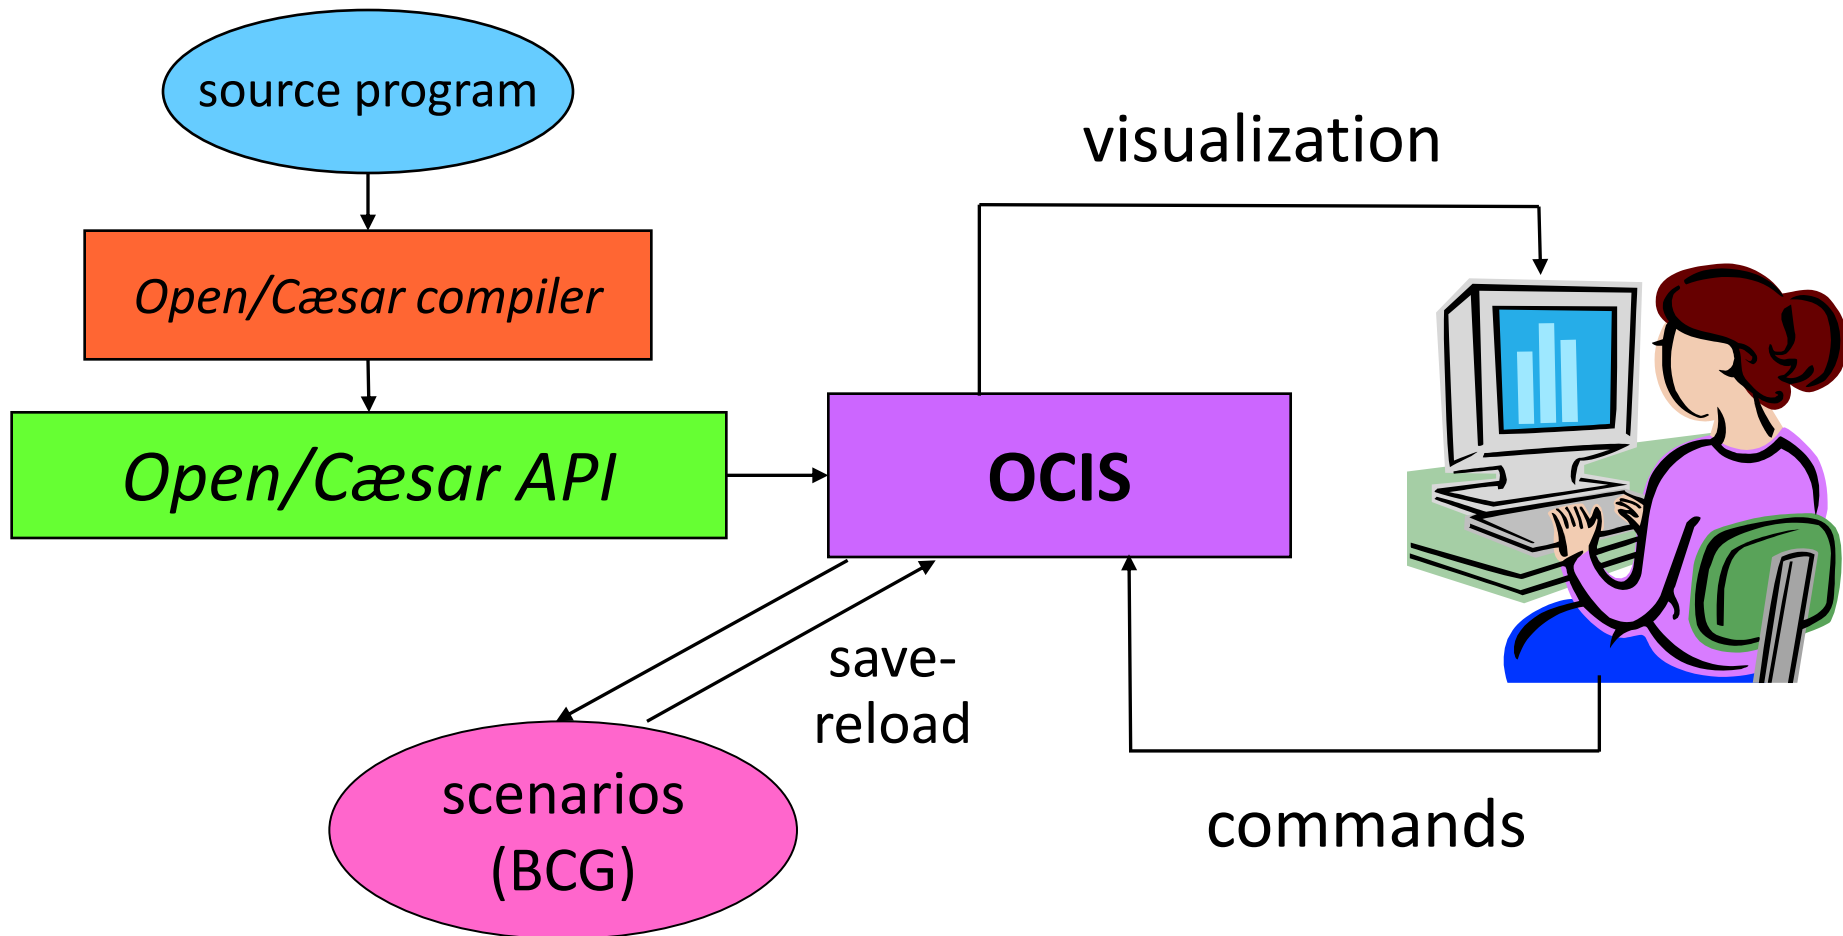 source program
visualization
Open/Cæsar compiler
Open/Cæsar API
OCIS
save-
reload
scenarios
(BCG)
commands